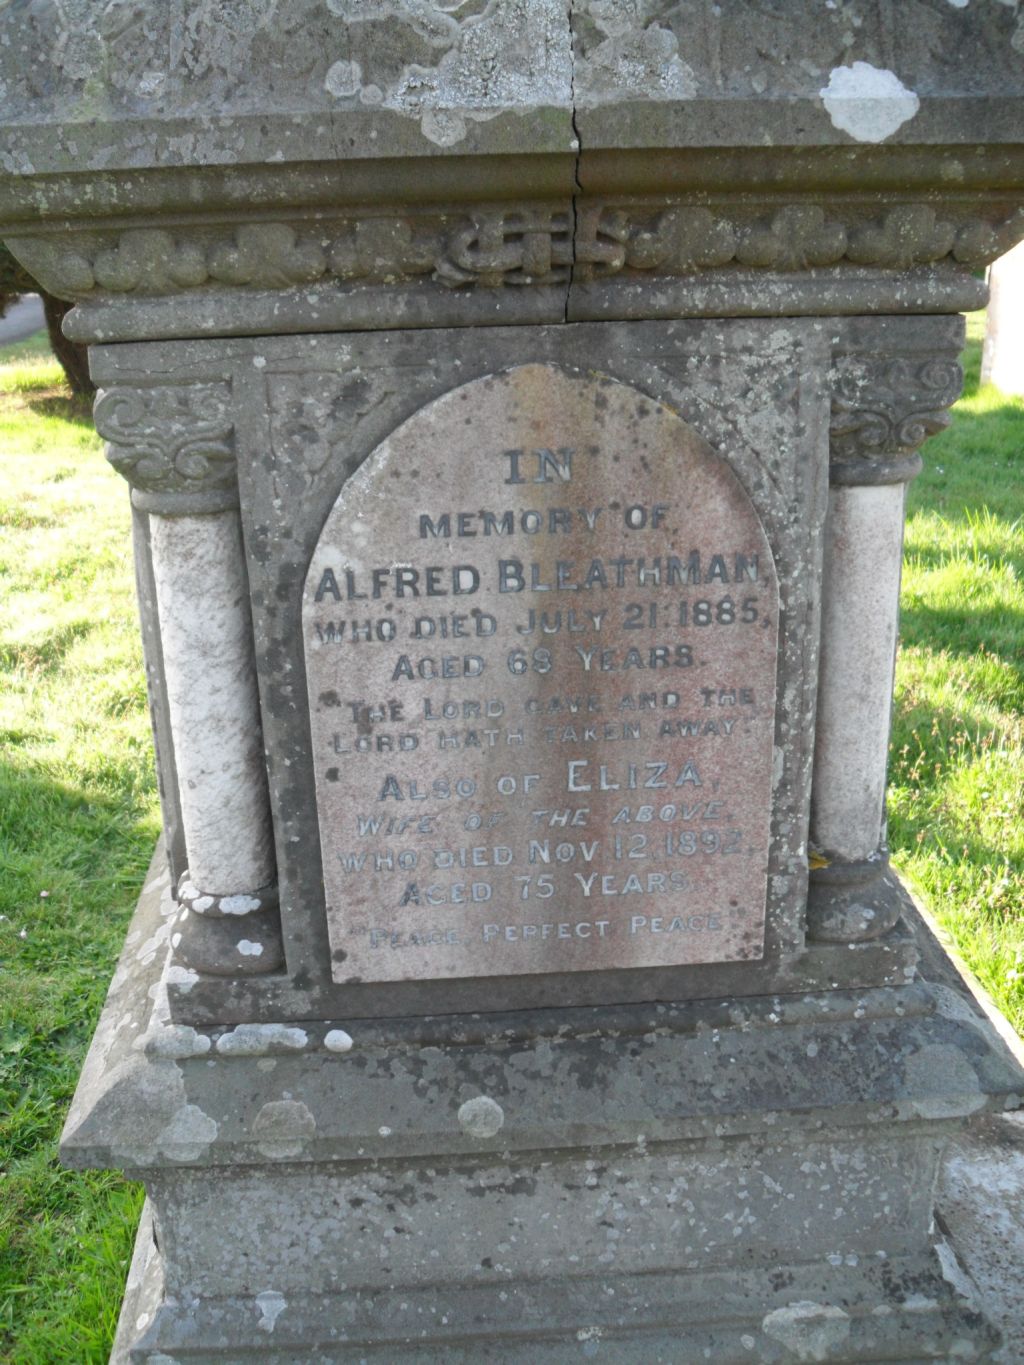 IN
MEMORY OF
ALFRED BLEATHMAN
WHO DIED JULY 21. 1885,
AGED 68 YEARS.
"THE LORD GAVE AND THE
LORD HATH TAKEN AWAY."
ALSO OF ELIZA,
WIFE OF THE ABOVE,
WHO DIED NOV. 12. 1892,
AGED 75 YEARS.
"PEACE, PERFECT PEACE"